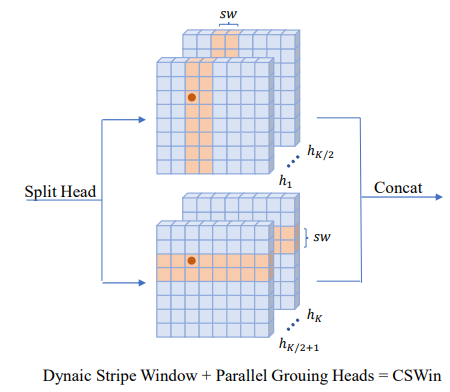 sw
h_{K/2}
h_1
Split Head
Concat
sw
h_K
h_{K/2+1}
Dynaic Stripe Window + Parallel Grouing Heads = CSWin